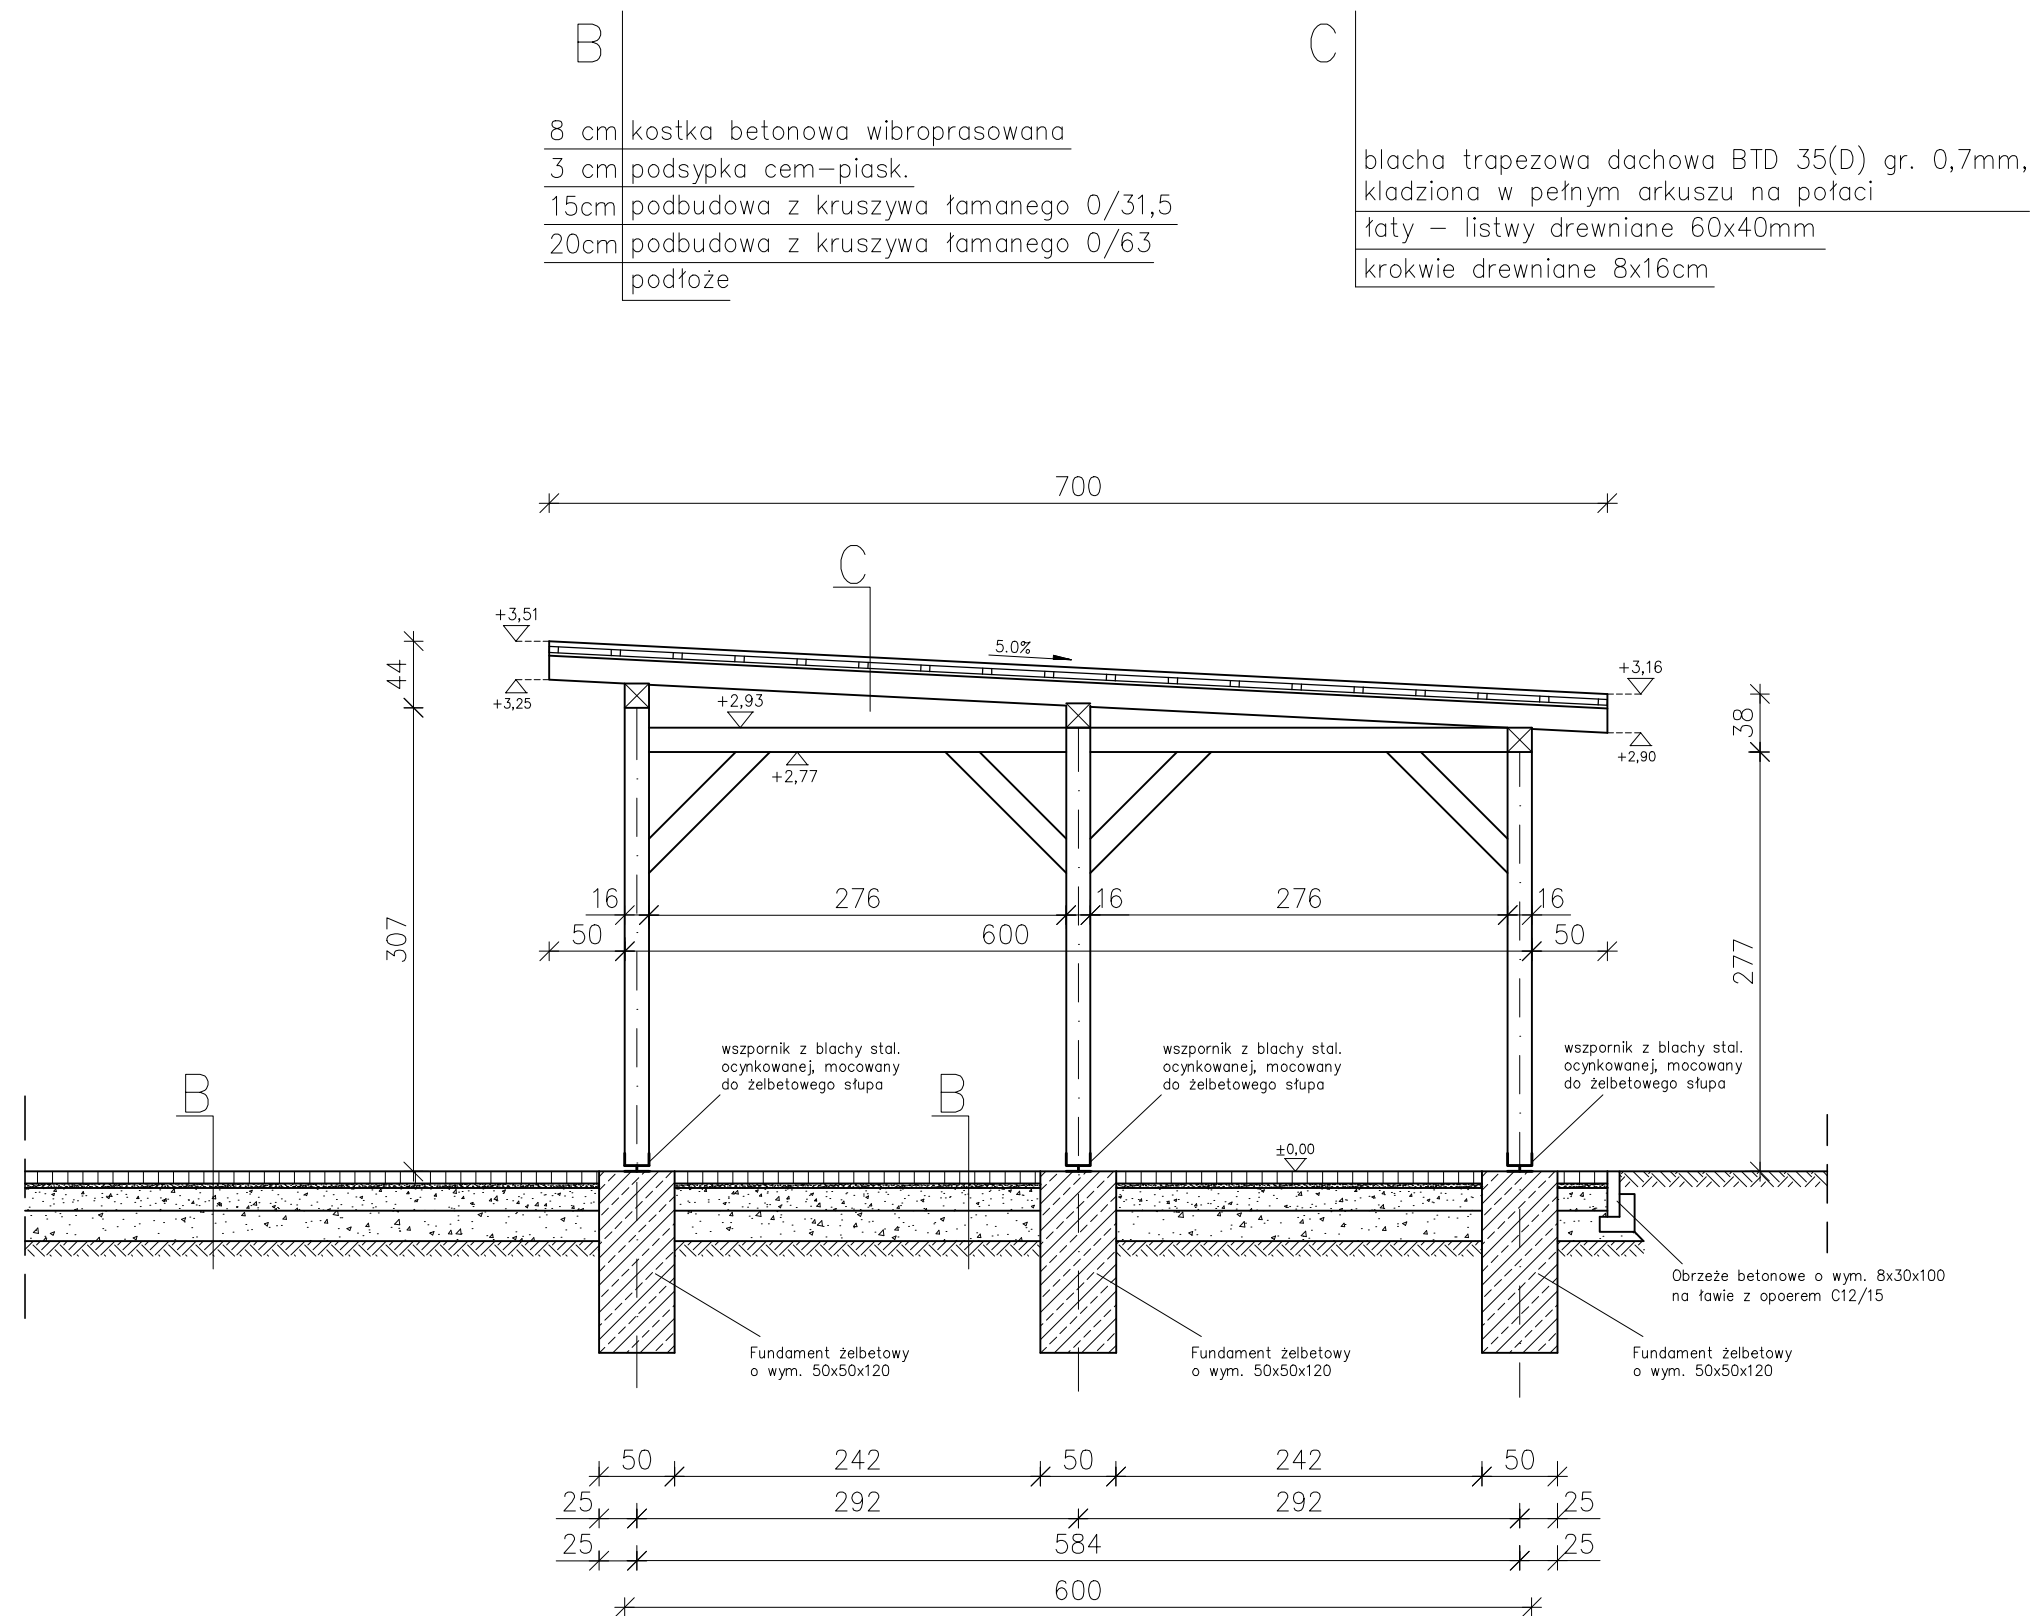 B
8 cm kostka betonowa wibroprasowana
3 cm podsypka cem-piask.
15cm podbudowa z kruszywa łamanego 0/31,5
20cm podbudowa z kruszywa łamanego 0/63
podłoże
C
blacha trapezowa dachowa BTD 35(D) gr. 0,7mm,
kladziona w pełnym arkuszu na połaci
łaty - listwy drewniane 60x40mm
krokwie drewniane 8x16cm
700
C
+3,51
5.0%
+3,16
44
+3,25
+2,93
38
+2,90
+2,77
16 276 16 276 16
50 600 50
307
277
wszpornik z blachy stal.
ocynkowanej, mocowany
do żelbetowego słupa
wszpornik z blachy stal.
ocynkowanej, mocowany
do żelbetowego słupa
wszpornik z blachy stal.
ocynkowanej, mocowany
do żelbetowego słupa
B
B
±0,00
Obrzeże betonowe o wym. 8x30x100
na ławie z opoerem C12/15
Fundament żelbetowy
o wym. 50x50x120
Fundament żelbetowy
o wym. 50x50x120
Fundament żelbetowy
o wym. 50x50x120
50 242 50 242 50
25 292 292 25
25 584 25
600